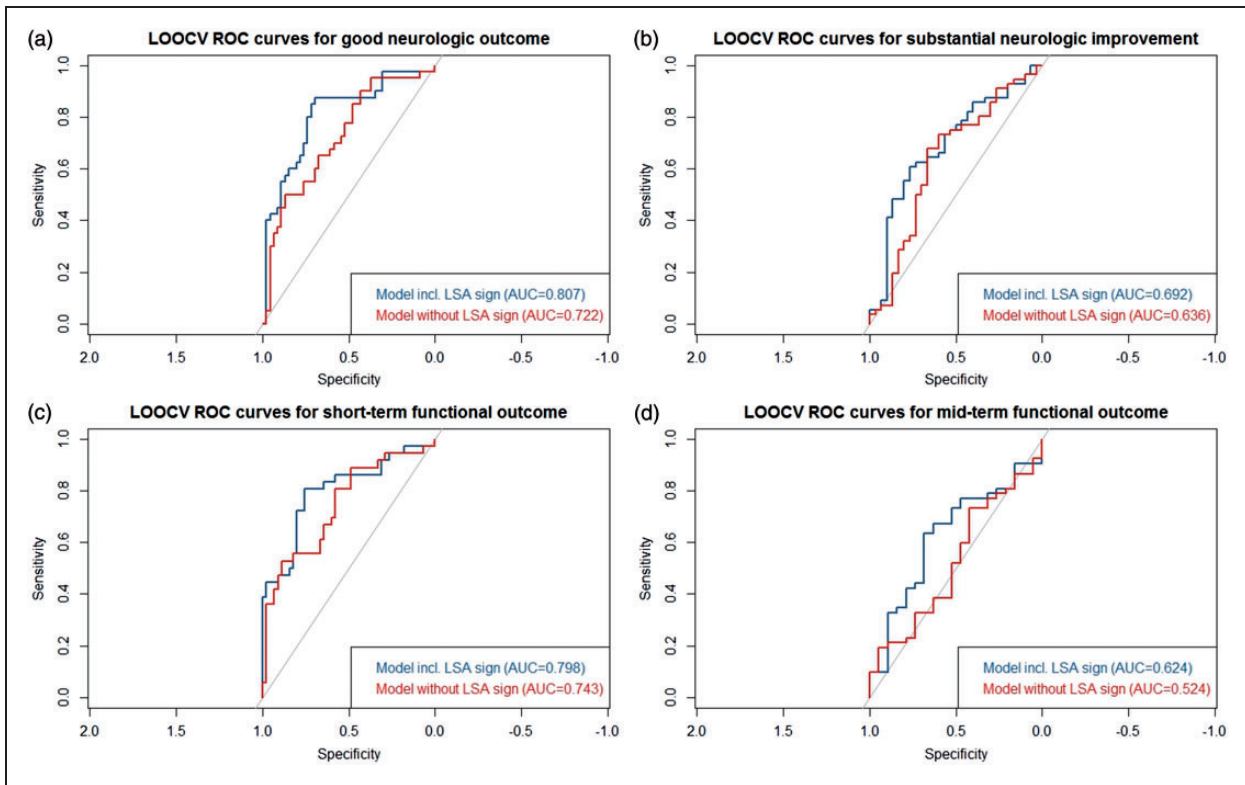 (a)
LOOCV ROC curves for good neurologic outcome
Sensitivity
1.0
0.8
0.6
0.4
0.2
0.0
Model incl. LSA sign (AUC=0.807)
Model without LSA sign (AUC=0.722)
2.0 1.5 1.0 0.5 0.0 -0.5 -1.0
Specificity
(b)
LOOCV ROC curves for substantial neurologic improvement
Sensitivity
1.0
0.8
0.6
0.4
0.2
0.0
Model incl. LSA sign (AUC=0.692)
Model without LSA sign (AUC=0.636)
2.0 1.5 1.0 0.5 0.0 -0.5 -1.0
Specificity
(c)
LOOCV ROC curves for short-term functional outcome
Sensitivity
1.0
0.8
0.6
0.4
0.2
0.0
Model incl. LSA sign (AUC=0.798)
Model without LSA sign (AUC=0.743)
2.0 1.5 1.0 0.5 0.0 -0.5 -1.0
Specificity
(d)
LOOCV ROC curves for mid-term functional outcome
Sensitivity
1.0
0.8
0.6
0.4
0.2
0.0
Model incl. LSA sign (AUC=0.624)
Model without LSA sign (AUC=0.524)
2.0 1.5 1.0 0.5 0.0 -0.5 -1.0
Specificity